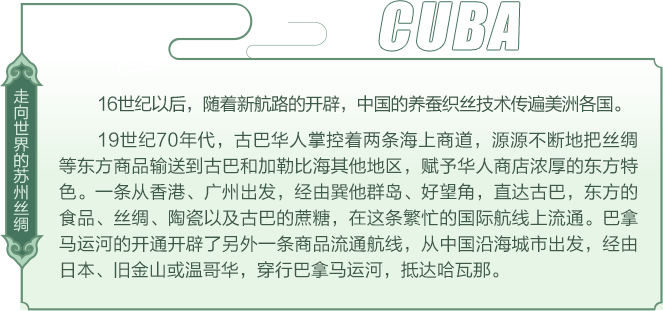 CUBA
走向世界的苏州丝绸
16世纪以后，随着新航路的开辟，中国的养蚕织丝技术传遍美洲各国。
19世纪70年代，古巴华人掌控着两条海上商道，源源不断地把丝绸
等东方商品输送到古巴和加勒比海其他地区，赋予华人商店浓厚的东方特
色。一条从香港、广州出发，经由巽他群岛、好望角，直达古巴，东方的
食品、丝绸、陶瓷以及古巴的蔗糖，在这条繁忙的国际航线上流通。巴拿
马运河的开通开辟了另外一条商品流通航线，从中国沿海城市出发，经由
日本、旧金山或温哥华，穿行巴拿马运河，抵达哈瓦那。